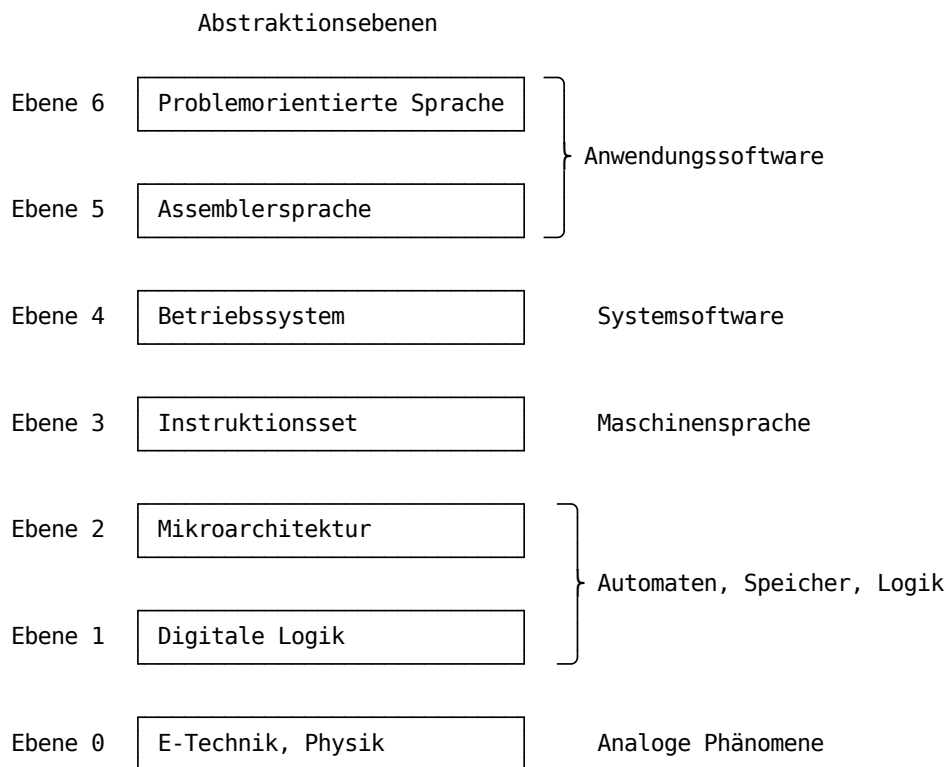 Abstraktionsebenen
Ebene 6 Problemorientierte Sprache
Anwendungssoftware
Ebene 5 Assemblersprache
Ebene 4 Betriebssystem Systemsoftware
Ebene 3 Instruktionsset Maschinensprache
Ebene 2 Mikroarchitektur
Automaten, Speicher, Logik
Ebene 1 Digitale Logik
Ebene 0 E-Technik, Physik Analoge Phänomene